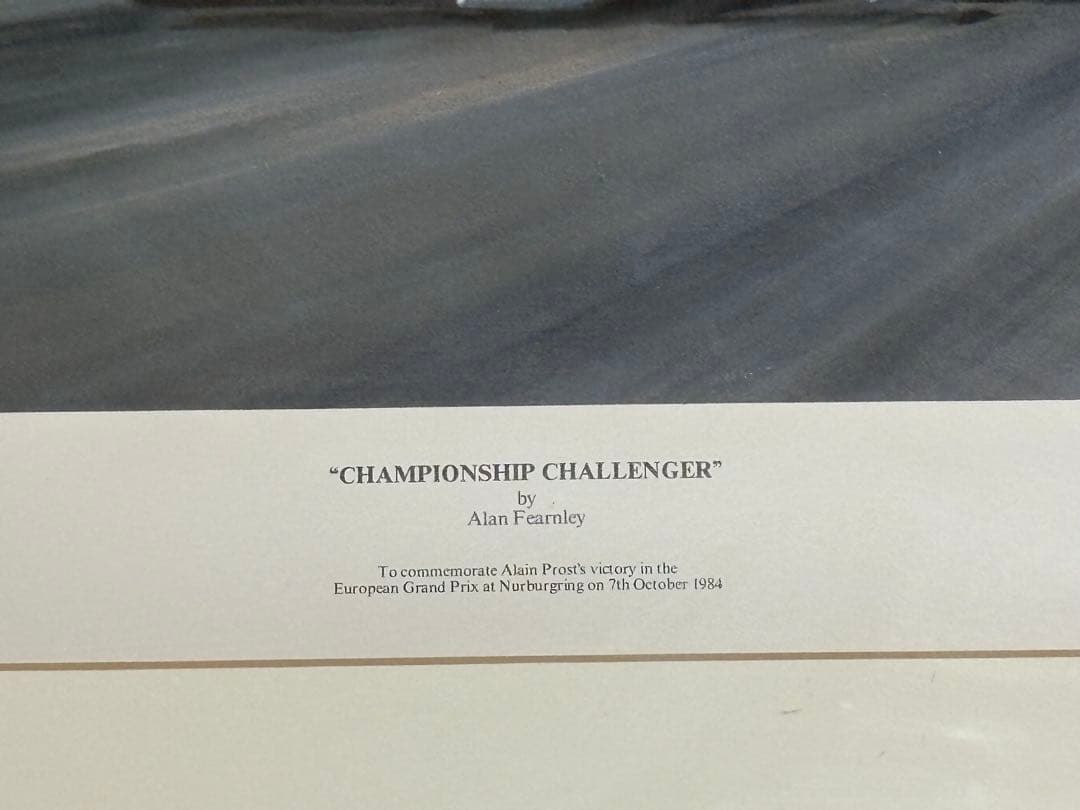 “CHAMPIONSHIP CHALLENGER”
by
Alan Fearnley
To commemorate Alain Prost's victory in the
European Grand Prix at Nurburgring on 7th October 1984